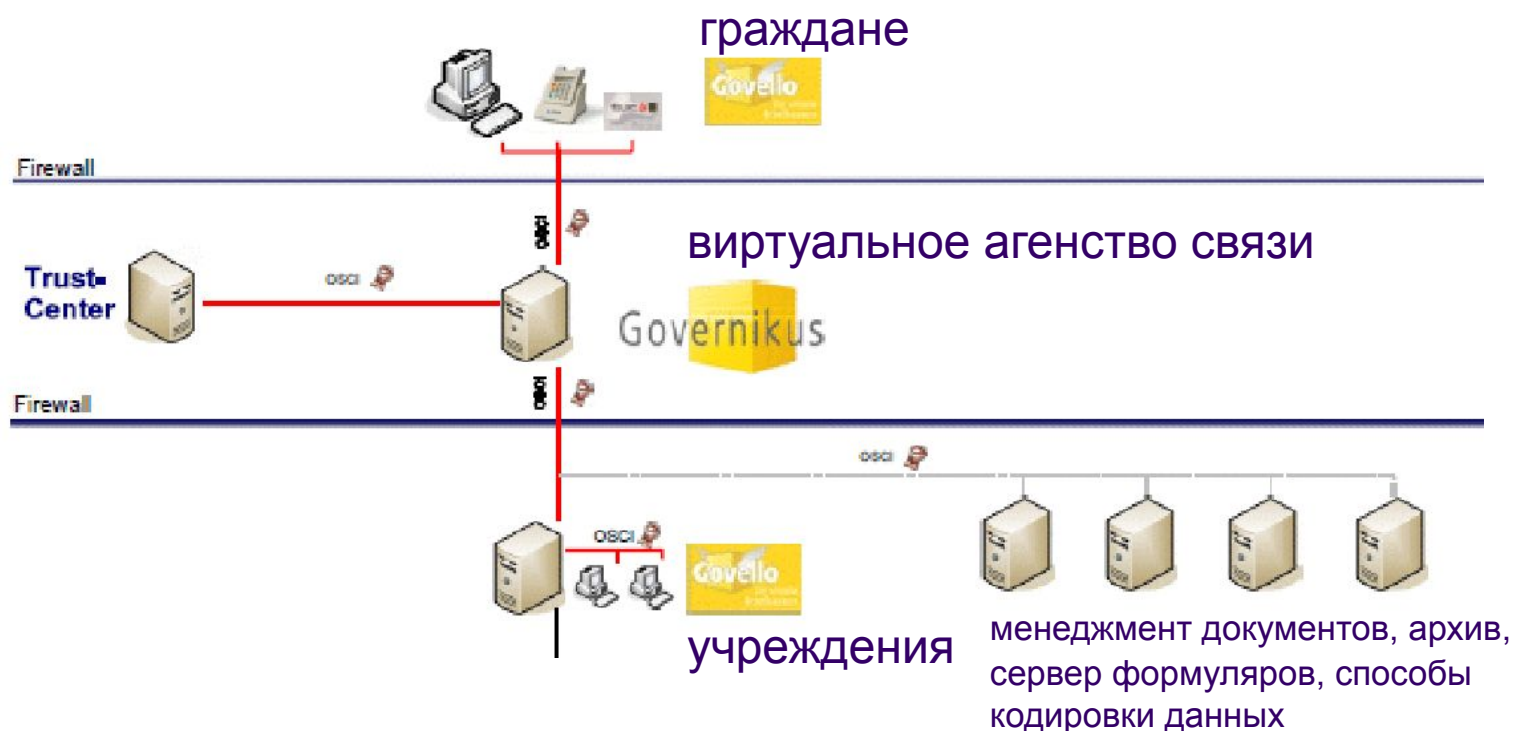 граждане
Govello
Firewall
виртуальное агенство связи
Trust-
Center
OSCI
Governikus
Firewall
OSCI
OSCI
Govello
учреждения
менеджмент документов, архив,
сервер формуляров, способы
кодировки данных